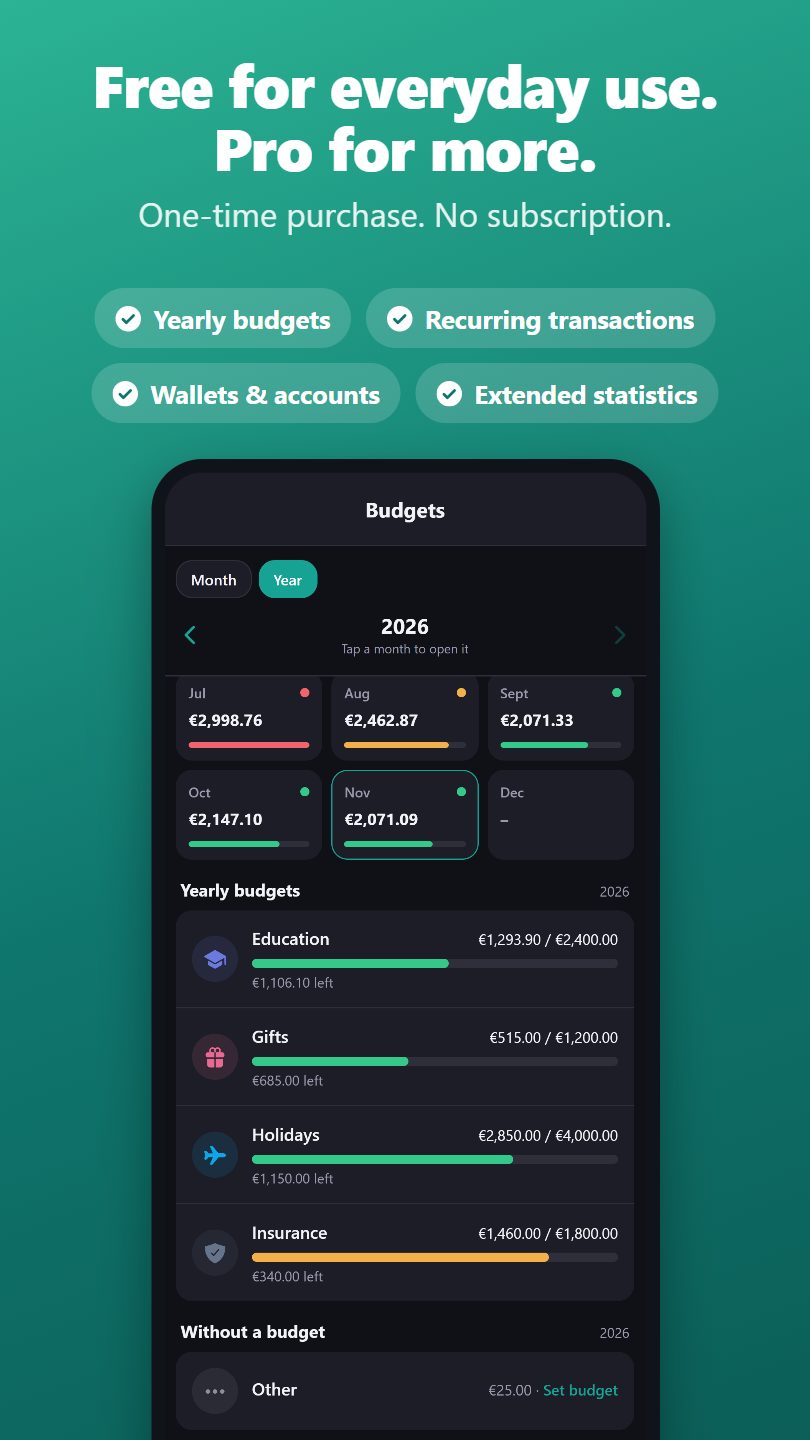 Free for everyday use.
Pro for more.
One-time purchase. No subscription.
Yearly budgets
Recurring transactions
Wallets & accounts
Extended statistics
Budgets
Month
Year
2026
Tap a month to open it
Jul
Aug
Sept
€2,998.76
€2,462.87
€2,071.33
Oct
Nov
Dec
€2,147.10
€2,071.09
–
Yearly budgets
2026
Education
€1,293.90 / €2,400.00
€1,106.10 left
Gifts
€515.00 / €1,200.00
€685.00 left
Holidays
€2,850.00 / €4,000.00
€1,150.00 left
Insurance
€1,460.00 / €1,800.00
€340.00 left
Without a budget
2026
Other
€25.00 · Set budget